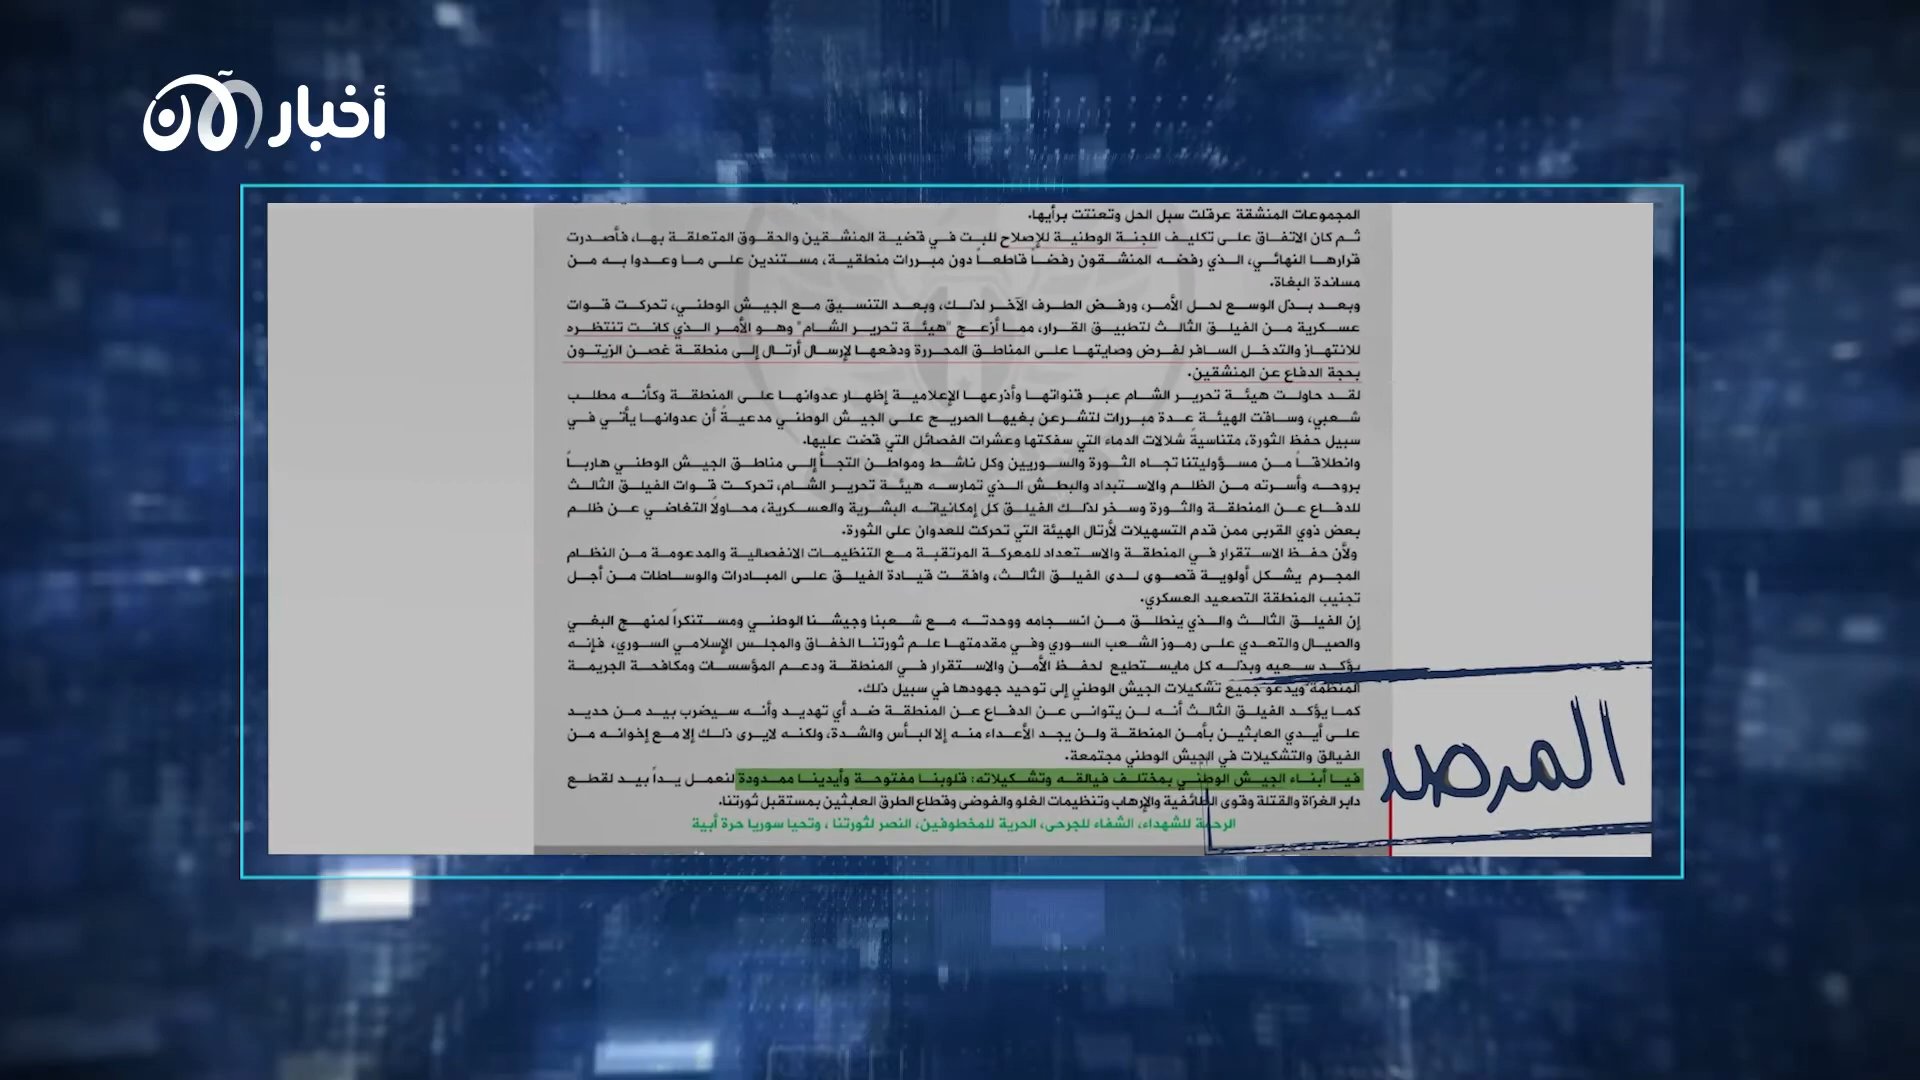 أخبار الآن
المجموعات المنشقة عرقلت سبل الحل وتعنتت برأيها.
ثم كان الاتفاق على تكليف اللجنة الوطنية للإصلاح للبت في قضية المنشقين والحقوق المتعلقة بها، فأصدرت
قرارها النهائي، الذي رفضه المنشقون رفضاً قاطعاً دون مبررات منطقية، مستندين على ما وعدوا به من
مساندة البغاة.
وبعد بذل الوسع لحل الأمر، ورفض الطرف الآخر لذلك، وبعد التنسيق مع الجيش الوطني، تحركت قوات
عسكرية من الفيلق الثالث لتطبيق القرار، مما أزعج "هيئة تحرير الشام" وهو الأمر الذي كانت تنتظره
للانتهاز والتدخل السافر لفرض وصايتها على المناطق المحررة ودفعها لإرسال أرتال إلى منطقة غصن الزيتون
بحجة الدفاع عن المنشقين.
لقد حاولت هيئة تحرير الشام عبر قنواتها وأذرعها الإعلامية إظهار عدوانها على المنطقة وكأنه مطلب
شعبي، وساقت الهيئة عدة مبررات لتشرعن بغيها الصريح على الجيش الوطني مدعيةً أن عدوانها يأتي في
سبيل حفظ الثورة، متناسيةً شلالات الدماء التي سفكتها وعشرات الفصائل التي قضت عليها.
وانطلاقاً من مسؤوليتنا تجاه الثورة والسوريين وكل ناشط ومواطن التجأ إلى مناطق الجيش الوطني هارباً
بروحه وأسرته من الظلم والاستبداد والبطش الذي تمارسه هيئة تحرير الشام، تحركت قوات الفيلق الثالث
للدفاع عن المنطقة والثورة وسخر لذلك الفيلق كل إمكانياته البشرية والعسكرية، محاولاً التغاضي عن ظلم
بعض ذوي القربى ممن قدم التسهيلات لأرتال الهيئة التي تحركت للعدوان على الثورة.
ولأن حفظ الاستقرار في المنطقة والاستعداد للمعركة المرتقبة مع التنظيمات الانفصالية والمدعومة من النظام
المجرم يشكل أولوية قصوى لدى الفيلق الثالث، وافقت قيادة الفيلق على المبادرات والوساطات من أجل
تجنيب المنطقة التصعيد العسكري.
إن الفيلق الثالث والذي ينطلق من انسجامه ووحدته مع شعبنا وجيشنا الوطني ومستنكراً لمنهج البغي
والصيال والتعدي على رموز الشعب السوري وفي مقدمتها علم ثورتنا الخفاق والمجلس الإسلامي السوري، فإنه
يؤكد سعيه وبذله كل مايستطيع لحفظ الأمن والاستقرار في المنطقة ودعم المؤسسات ومكافحة الجريمة
المنظمة ويدعو جميع تشكيلات الجيش الوطني إلى توحيد جهودها في سبيل ذلك.
كما يؤكد الفيلق الثالث أنه لن يتوانى عن الدفاع عن المنطقة ضد أي تهديد وأنه سيضرب بيد من حديد
على أيدي العابثين بأمن المنطقة ولن يجد الأعداء منه إلا البأس والشدة، ولكنه لايرى ذلك إلا مع إخوانه من
الفيالق والتشكيلات في الجيش الوطني مجتمعة.
فيا أبناء الجيش الوطني بمختلف فيالقه وتشكيلاته: قلوبنا مفتوحة وأيدينا ممدودة لنعمل يداً بيد لقطع
دابر الغزاة والقتلة وقوى الطائفية والإرهاب وتنظيمات الغلو والفوضى وقطاع الطرق العابثين بمستقبل ثورتنا.
الرحمة للشهداء، الشفاء للجرحى، الحرية للمخطوفين، النصر لثورتنا ، وتحيا سوريا حرة أبية
المرصد